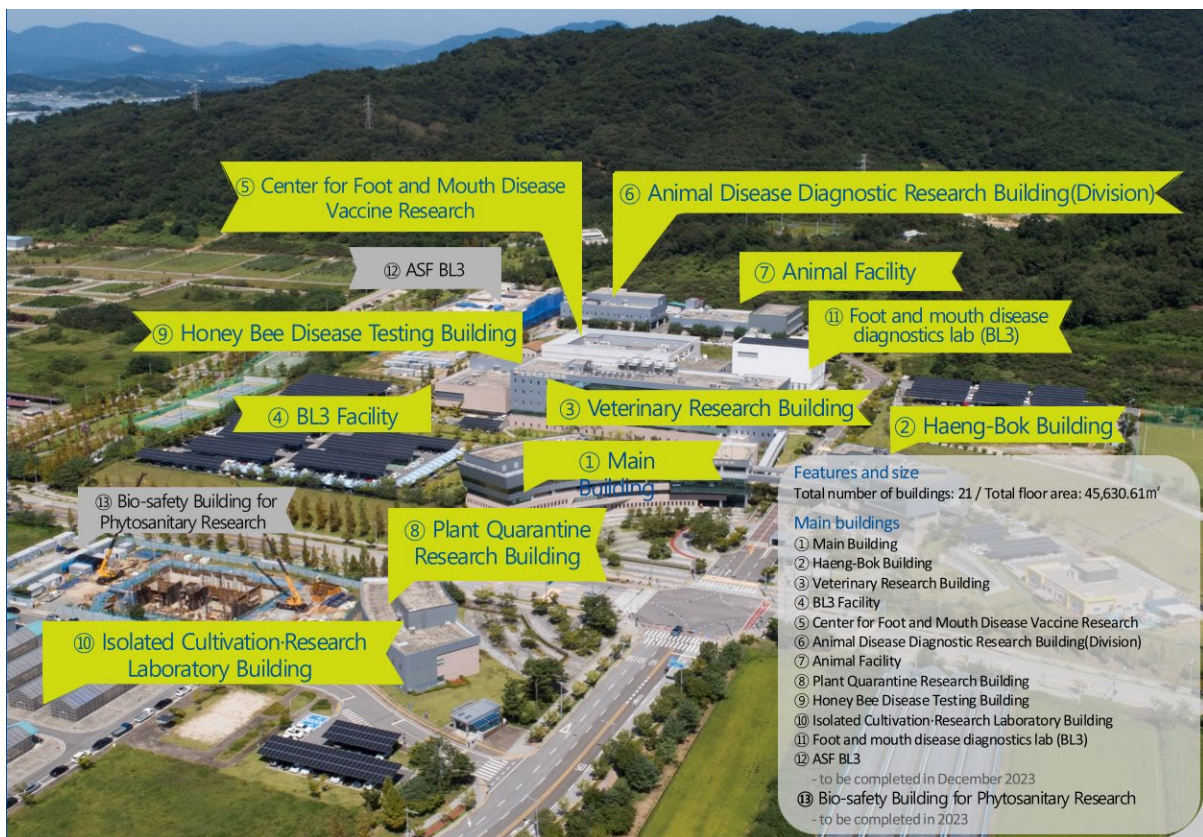 ⑤ Center for Foot and Mouth Disease
Vaccine Research
⑥ Animal Disease Diagnostic Research Building(Division)
⑫ ASF BL3
⑦ Animal Facility
⑨ Honey Bee Disease Testing Building
⑪ Foot and mouth disease
diagnostics lab (BL3)
④ BL3 Facility
③ Veterinary Research Building
② Haeng-Bok Building
① Main
Building
⑬ Bio-safety Building for
Phytosanitary Research
⑧ Plant Quarantine
Research Building
⑩ Isolated Cultivation·Research
Laboratory Building
Features and size
Total number of buildings: 21 / Total floor area: 45,630.61㎡
Main buildings
① Main Building
② Haeng-Bok Building
③ Veterinary Research Building
④ BL3 Facility
⑤ Center for Foot and Mouth Disease Vaccine Research
⑥ Animal Disease Diagnostic Research Building(Division)
⑦ Animal Facility
⑧ Plant Quarantine Research Building
⑨ Honey Bee Disease Testing Building
⑩ Isolated Cultivation·Research Laboratory Building
⑪ Foot and mouth disease diagnostics lab (BL3)
⑫ ASF BL3
- to be completed in December 2023
⑬ Bio-safety Building for Phytosanitary Research
- to be completed in 2023